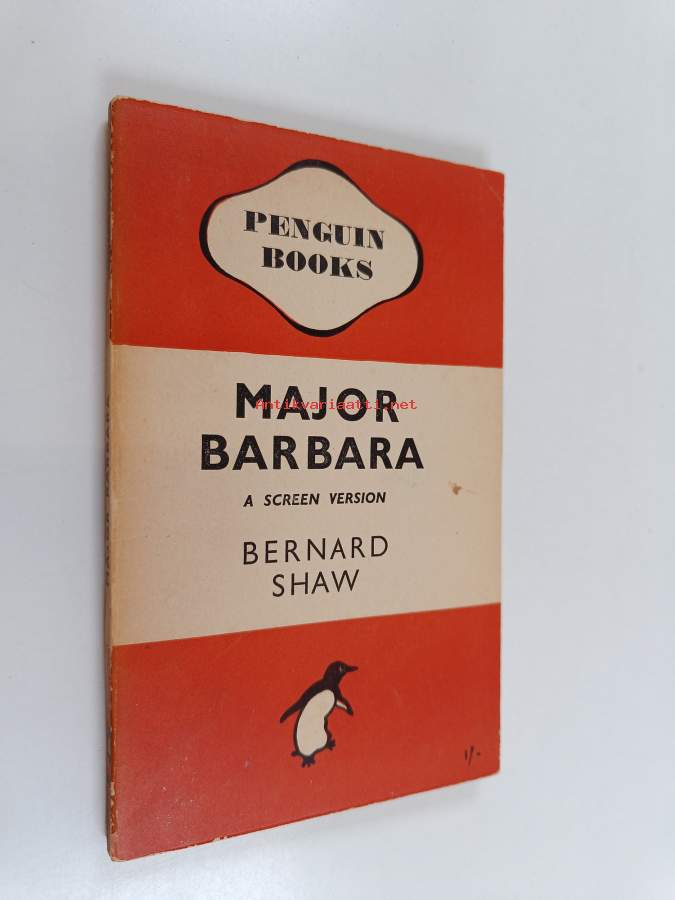 PENGUIN
BOOKS
MAJOR
Antikvariaatti.net
BARBARA
A SCREEN VERSION
BERNARD
SHAW
1/-